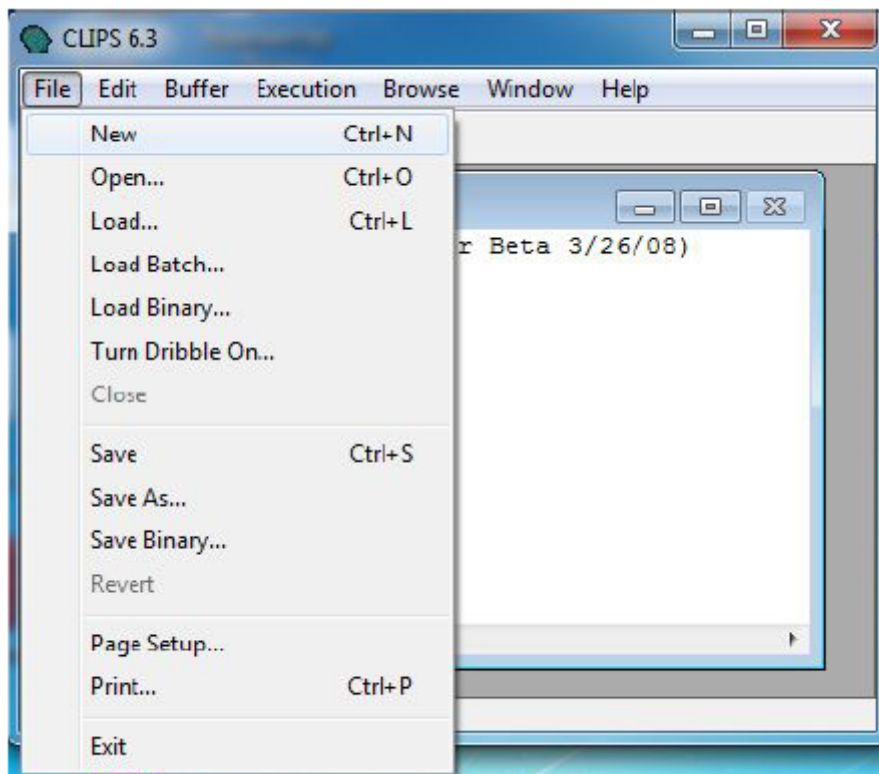 CLIPS 6.3
File Edit Buffer Execution Browse Window Help
New Ctrl+N
Open... Ctrl+O
Load... Ctrl+L
Load Batch...
Load Binary...
Turn Dribble On...
Close
Save Ctrl+S
Save As...
Save Binary...
Revert
Page Setup...
Print... Ctrl+P
Exit
r Beta 3/26/08)